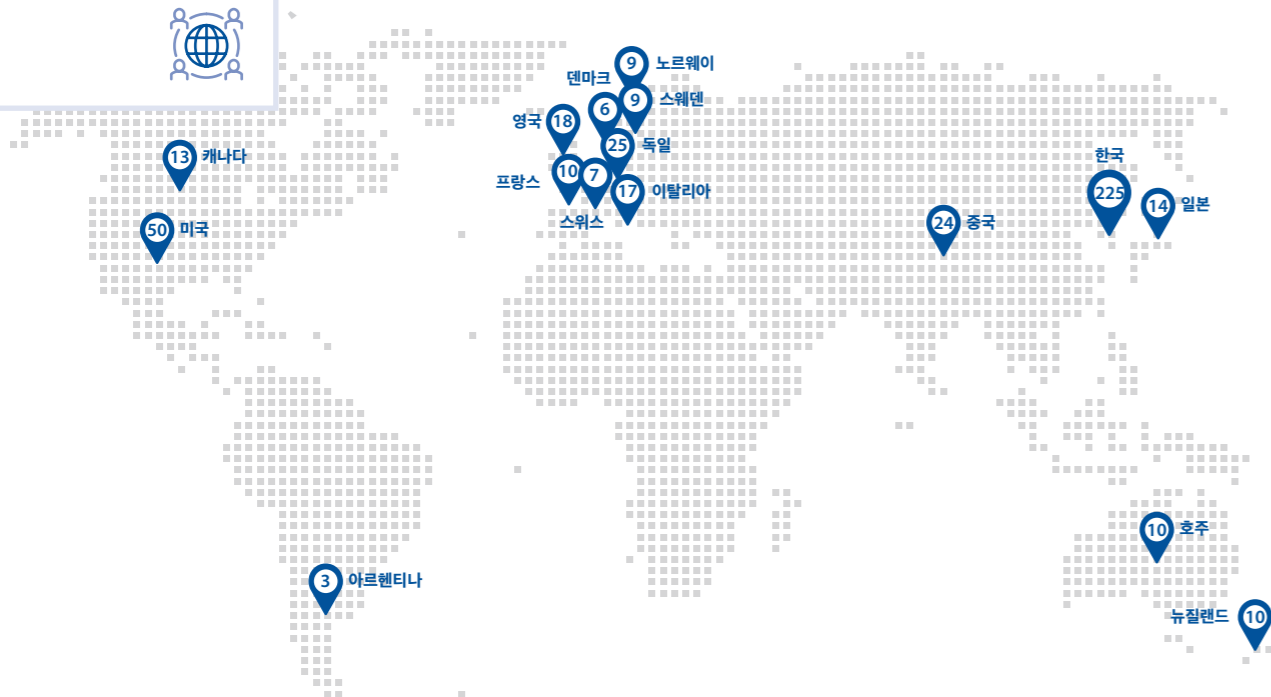 9 노르웨이
덴마크
6
9 스웨덴
영국 18
25 독일
13 캐나다
한국
225
프랑스 10
7
스위스
17 이탈리아
14 일본
50 미국
24 중국
10 호주
3 아르헨티나
뉴질랜드 10